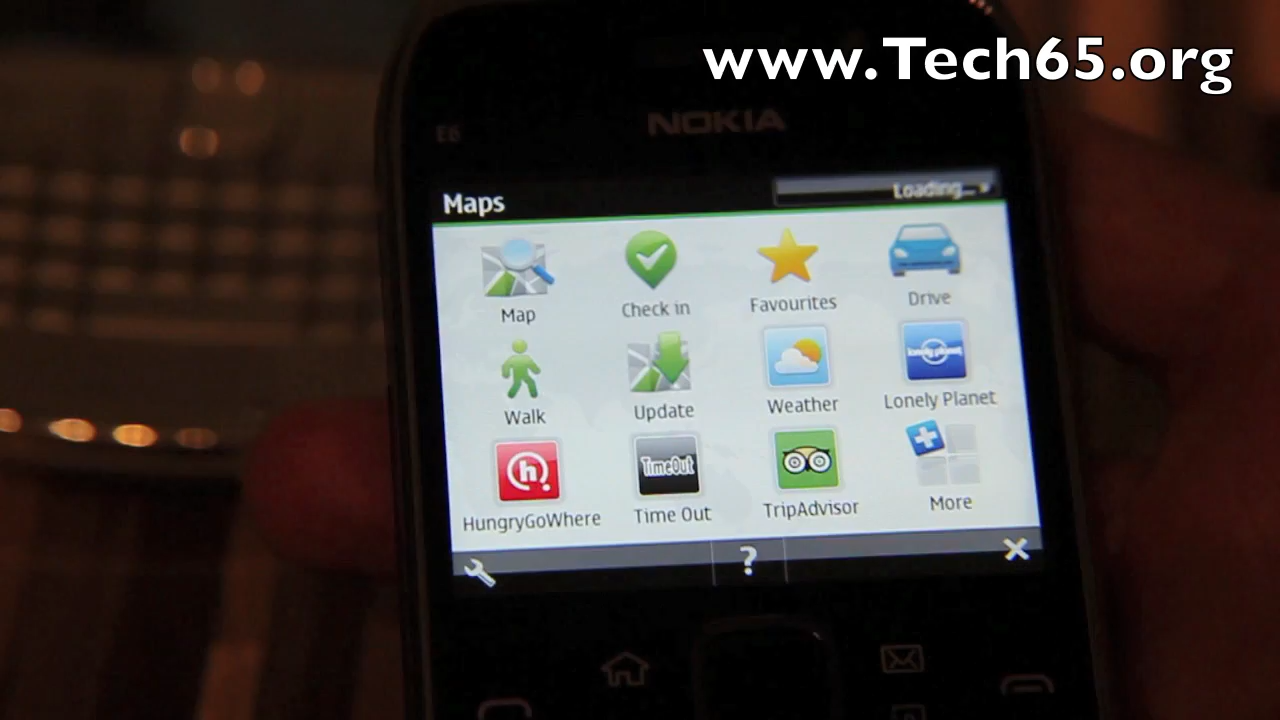 www.Tech65.org
E6
NOKIA
Maps
Loading...
Map
Check in
Favourites
Drive
lonely planet
Walk
Update
Weather
Lonely Planet
h
TimeOut
HungryGoWhere
Time Out
TripAdvisor
More
?